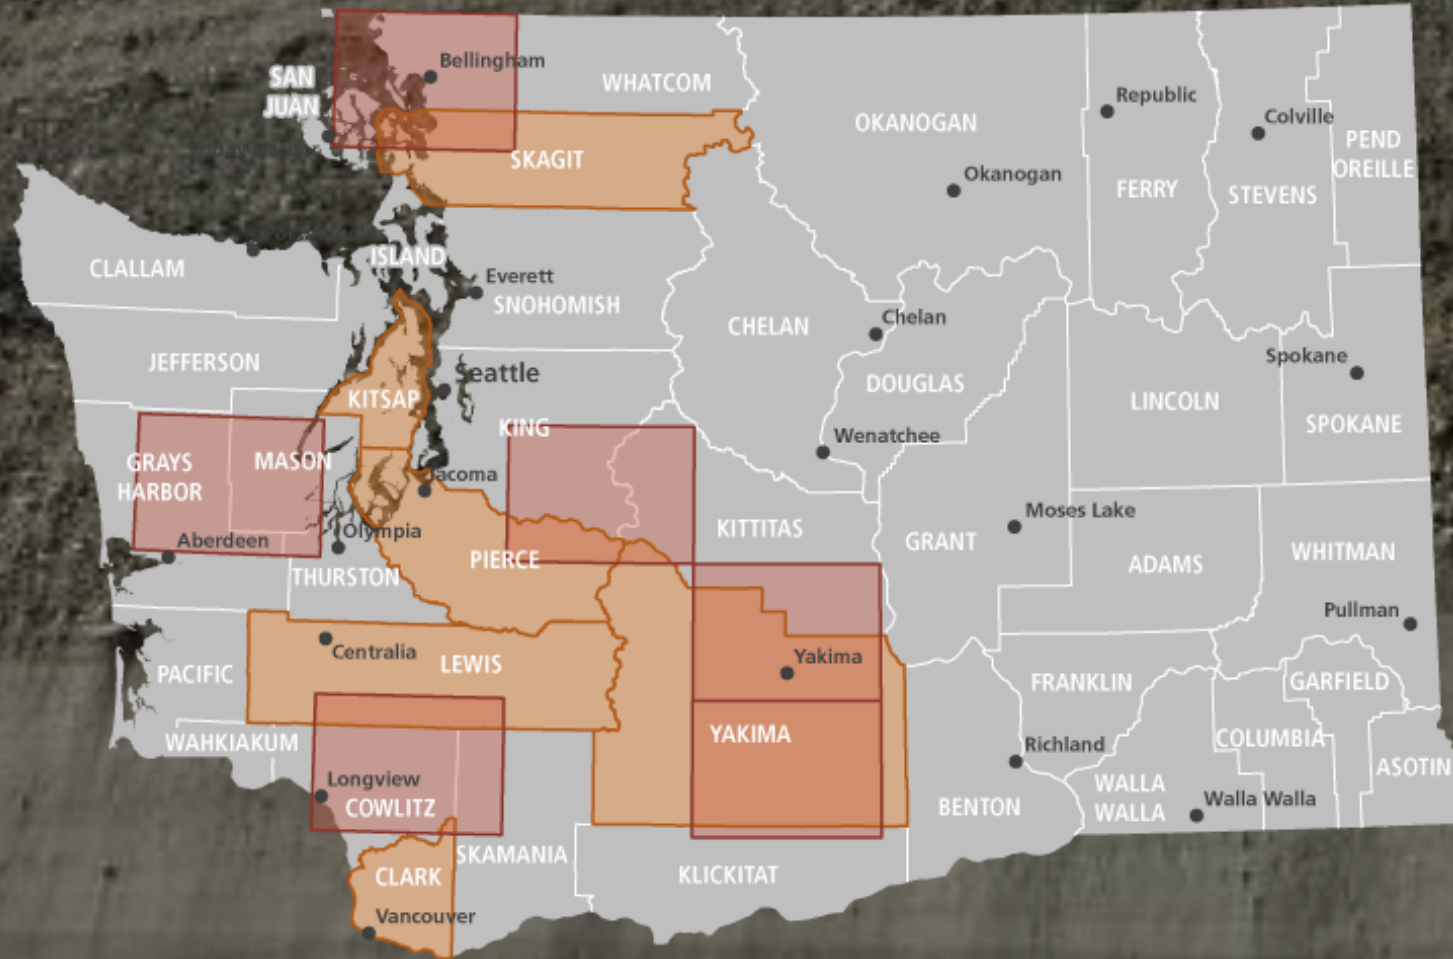 Bellingham
SAN
JUAN
WHATCOM
Republic
Colville
OKANOGAN
PEND
OREILLE
SKAGIT
Okanogan
FERRY
STEVENS
ISLAND
CLALLAM
Everett
SNOHOMISH
Chelan
CHELAN
JEFFERSON
Spokane
Seattle
DOUGLAS
KITSAP
LINCOLN
SPOKANE
KING
Wenatchee
GRAYS
HARBOR
MASON
Tacoma
Moses Lake
KITTITAS
Olympia
Aberdeen
GRANT
WHITMAN
PIERCE
ADAMS
THURSTON
Pullman
Centralia
LEWIS
Yakima
PACIFIC
FRANKLIN
GARFIELD
YAKIMA
WAHKIAKUM
Richland
COLUMBIA
ASOTIN
Longview
COWLITZ
WALLA
WALLA
Walla Walla
BENTON
SKAMANIA
CLARK
KLICKITAT
Vancouver